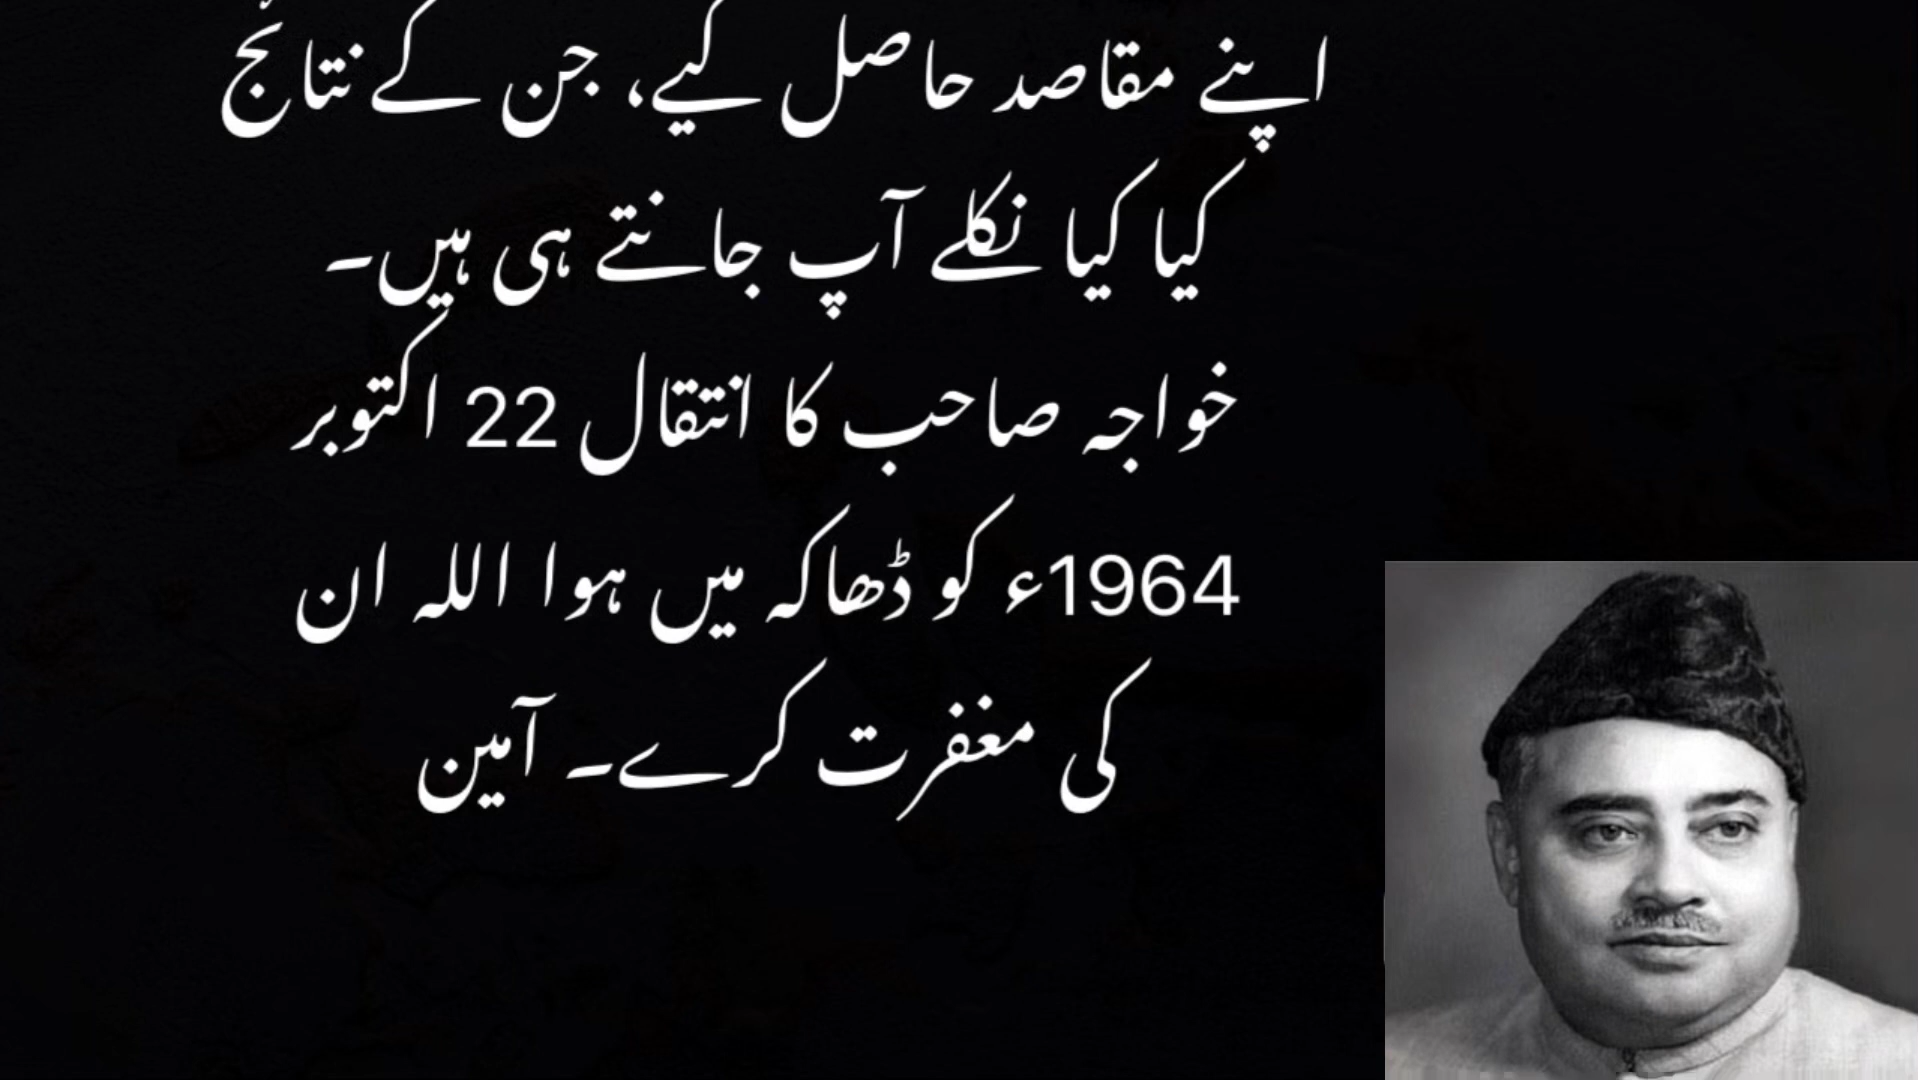 اپنے مقاصد حاصل کیے، جن کے نتائج
کیا کیا نکلے آپ جانتے ہی ہیں۔
خواجہ صاحب کا انتقال 22 اکتوبر
1964ء کو ڈھاکہ میں ہوا اللہ ان
کی مغفرت کرے۔ آمین